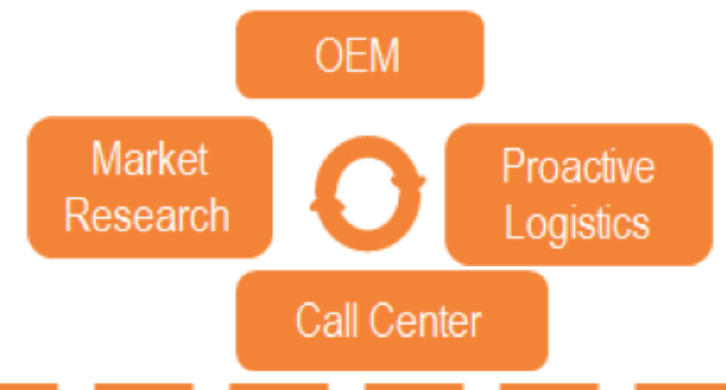 OEM
Market
Research
Proactive
Logistics
Call Center